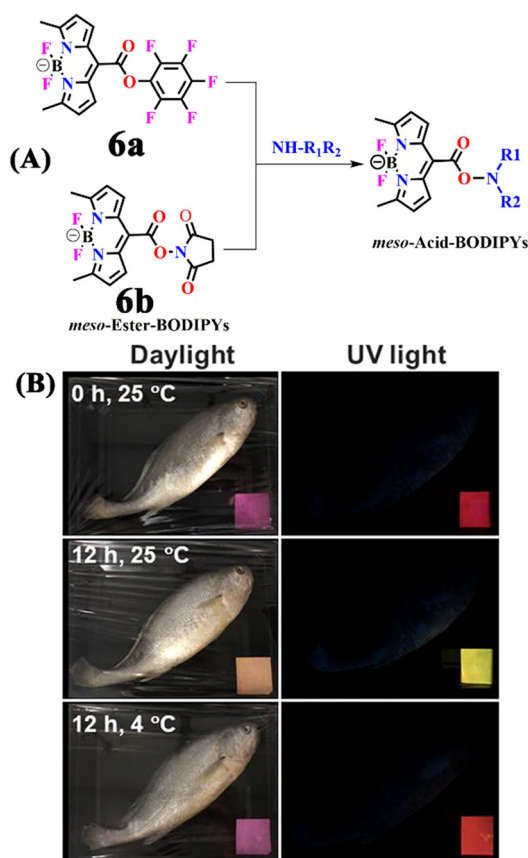 (A)
F
B
F
N
N
O
O
F
F
F
F
F
6a
F
B
F
N
N
O
O
N
O
O
6b
meso-Ester-BODIPYs
NH-R1R2
F
B
F
N
N
O
O
N
R1
R2
meso-Acid-BODIPYs
(B)
Daylight UV light
0 h, 25 °C
12 h, 25 °C
12 h, 4 °C